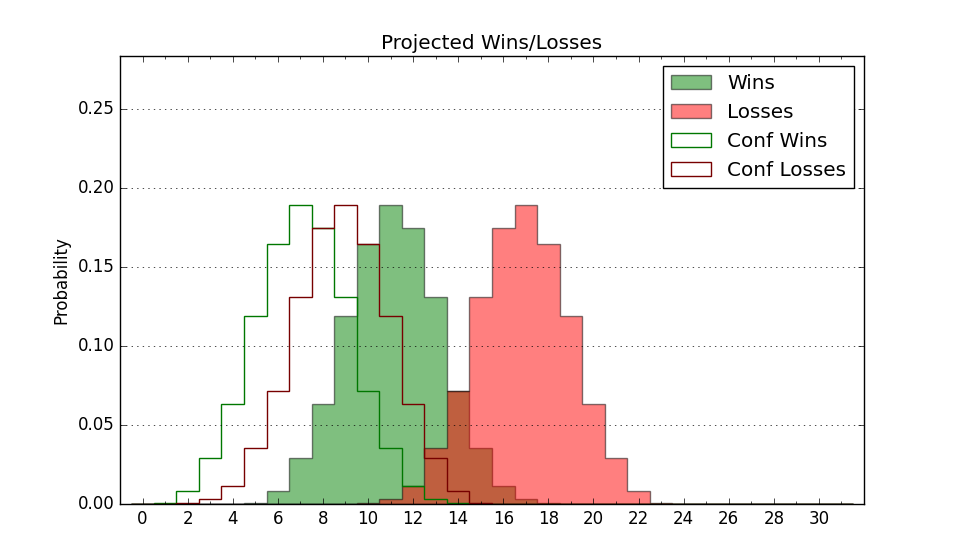 Projected Wins/Losses
Wins
Losses
Conf Wins
Conf Losses
Probability
0.25
0.20
0.15
0.10
0.05
0.00
0 2 4 6 8 10 12 14 16 18 20 22 24 26 28 30